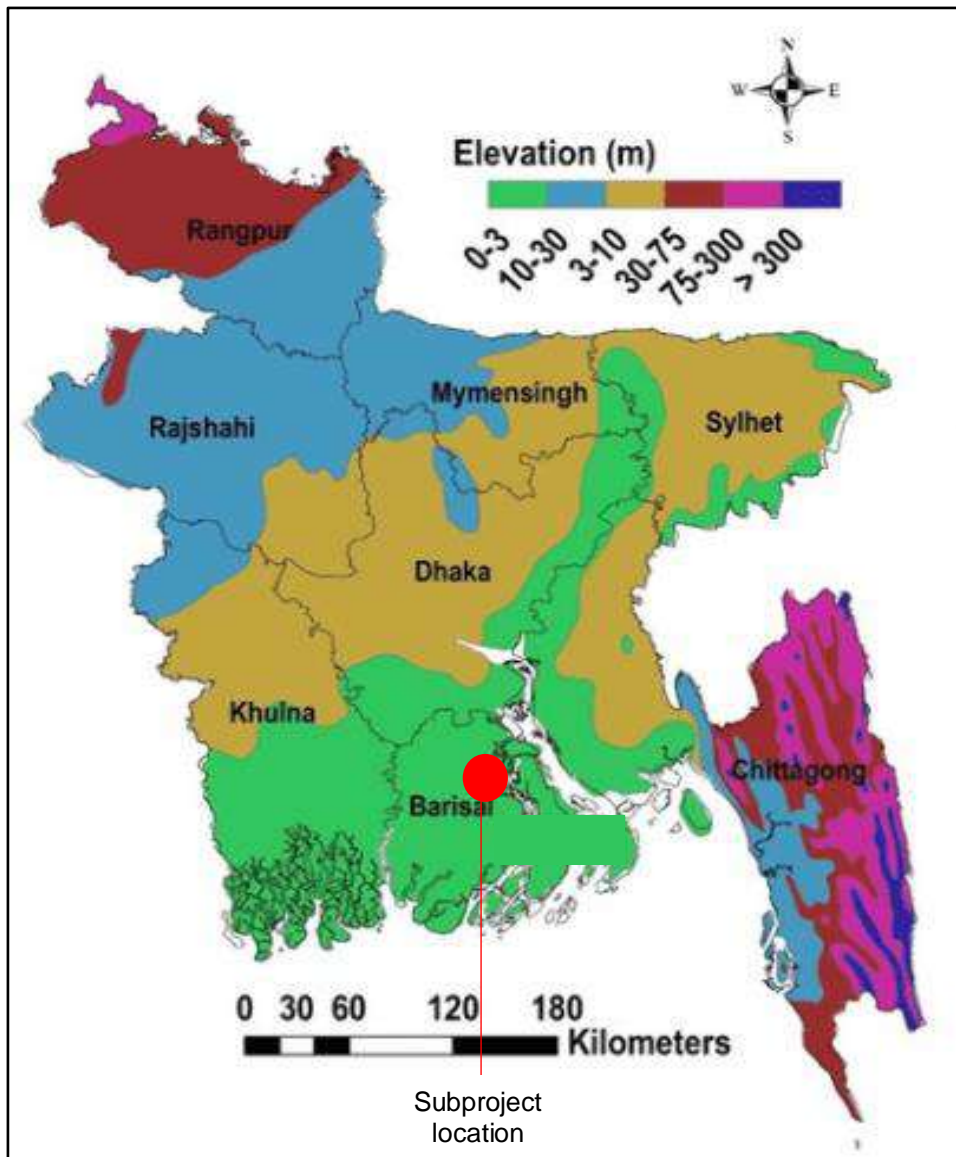 N
W E
S
Elevation (m)
0-3
10-30
3-10
30-75
75-300
> 300
Rangpur
Mymensingh
Sylhet
Rajshahi
Dhaka
Khulna
Chittagong
Barisal
0 30 60 120 180
Kilometers
Subproject
location